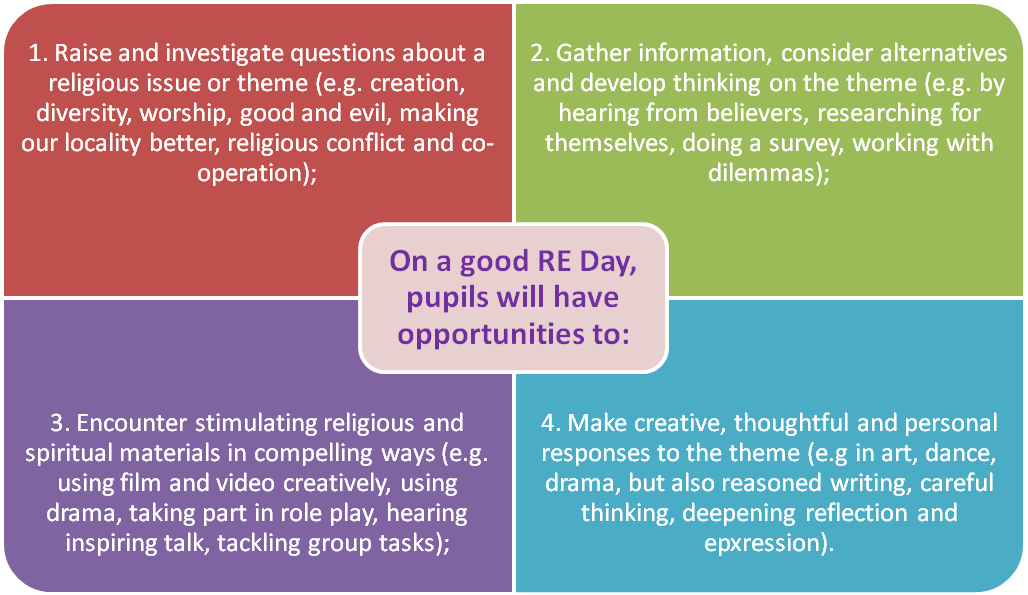 1. Raise and investigate questions about a
religious issue or theme (e.g. creation,
diversity, worship, good and evil, making
our locality better, religious conflict and co-
operation);
2. Gather information, consider alternatives
and develop thinking on the theme (e.g. by
hearing from believers, researching for
themselves, doing a survey, working with
dilemmas);
On a good RE Day,
pupils will have
opportunities to:
3. Encounter stimulating religious and
spiritual materials in compelling ways (e.g.
using film and video creatively, using
drama, taking part in role play, hearing
inspiring talk, tackling group tasks);
4. Make creative, thoughtful and personal
responses to the theme (e.g in art, dance,
drama, but also reasoned writing, careful
thinking, deepening reflection and
epxression).